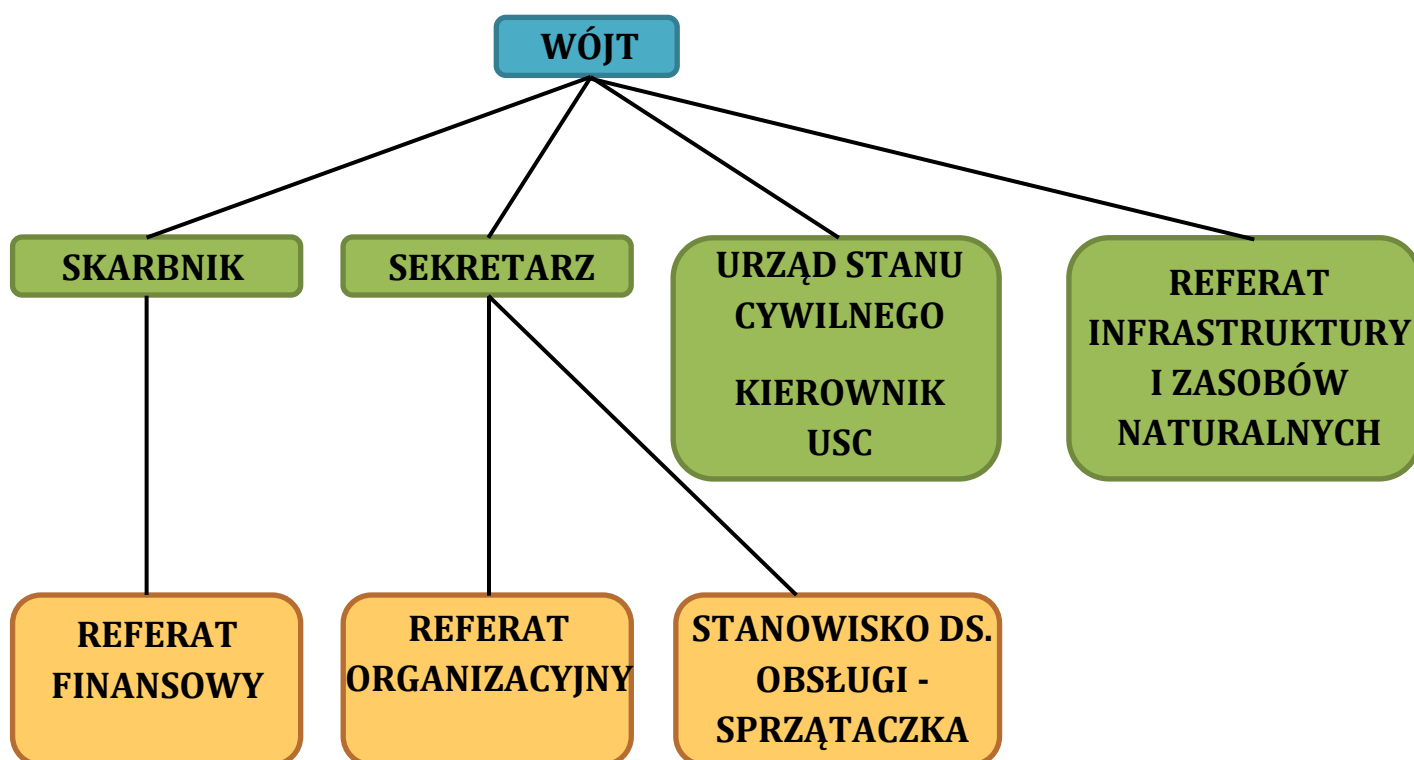 WÓJT
SKARBNIK
SEKRETARZ
URZĄD STANU
CYWILNEGO
KIEROWNIK
USC
REFERAT
INFRASTRUKTURY
I ZASOBÓW
NATURALNYCH
REFERAT
FINANSOWY
REFERAT
ORGANIZACYJNY
STANOWISKO DS.
OBSŁUGI -
SPRZĄTACZKA